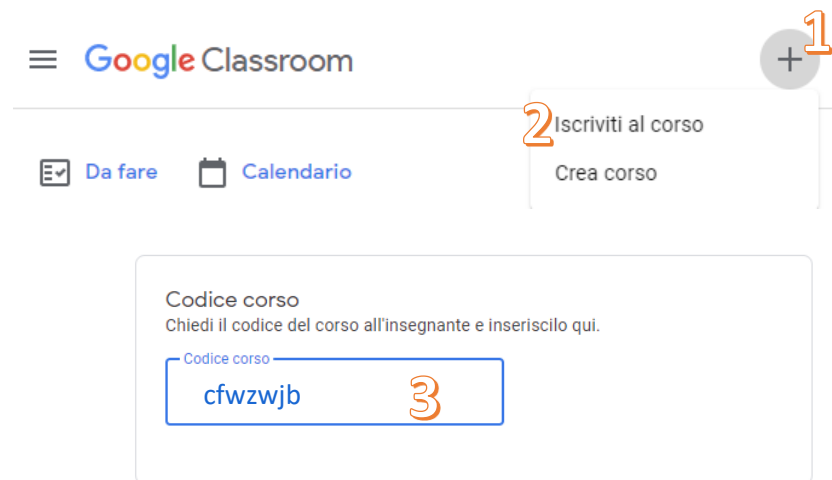 Google Classroom
1
2 Iscriviti al corso
Crea corso
Da fare Calendario
Codice corso
Chiedi il codice del corso all'insegnante e inseriscilo qui.
Codice corso
cfwzwjb 3